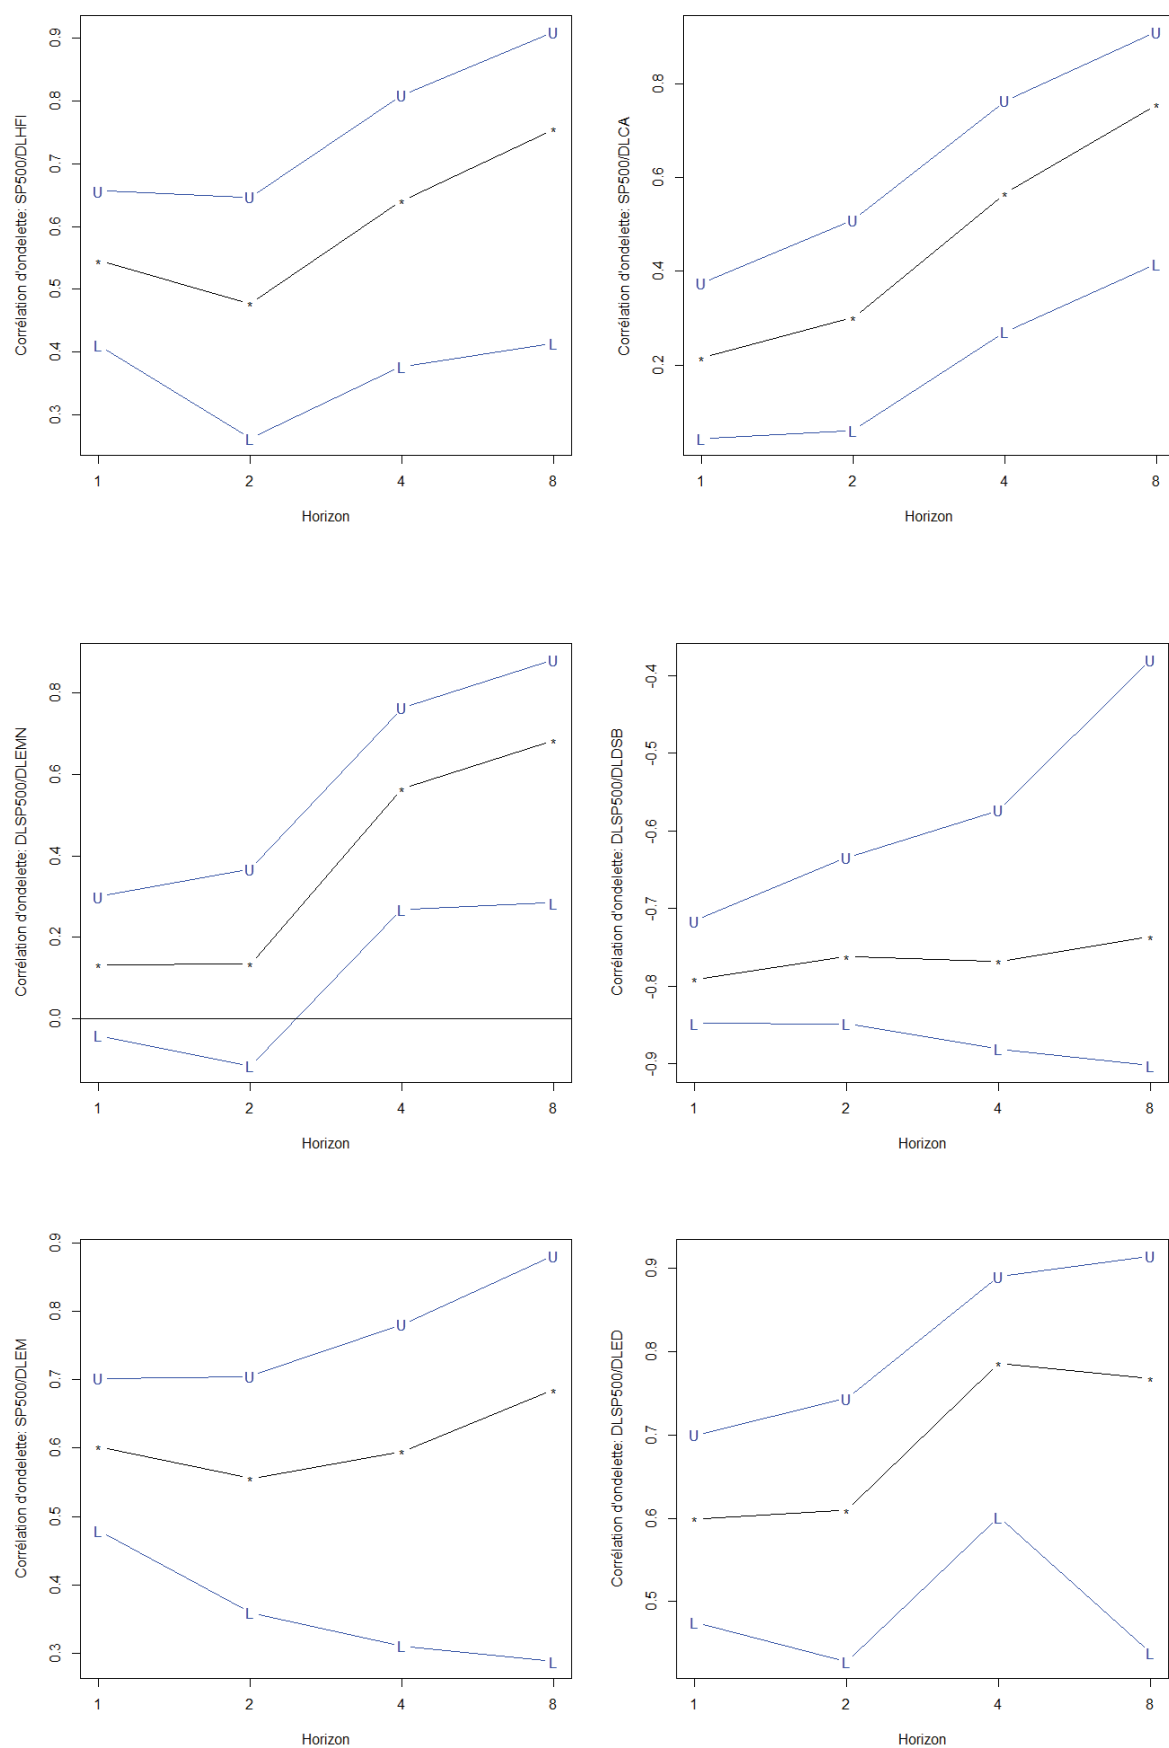 Corrélation d'ondelette: SP500/DLHFI
0.9
0.8
0.7
0.6
0.5
0.4
0.3
U
U
U
U
*
*
*
*
L
L
L
L
1
2
4
8
Horizon
Corrélation d'ondelette: SP500/DLCA
0.8
0.6
0.4
0.2
U
U
U
U
*
*
*
*
L
L
L
L
1
2
4
8
Horizon
Corrélation d'ondelette: DLSP500/DLEMN
0.8
0.6
0.4
0.2
0.0
U
U
U
U
*
*
*
*
L
L
L
L
1
2
4
8
Horizon
Corrélation d'ondelette: DLSP500/DLDSB
-0.4
-0.5
-0.6
-0.7
-0.8
-0.9
U
U
U
U
*
*
*
*
L
L
L
L
1
2
4
8
Horizon
Corrélation d'ondelette: SP500/DLEM
0.9
0.8
0.7
0.6
0.5
0.4
0.3
U
U
U
U
*
*
*
*
L
L
L
L
1
2
4
8
Horizon
Corrélation d'ondelette: DLSP500/DLED
0.9
0.8
0.7
0.6
0.5
U
U
U
U
*
*
*
*
L
L
L
L
1
2
4
8
Horizon